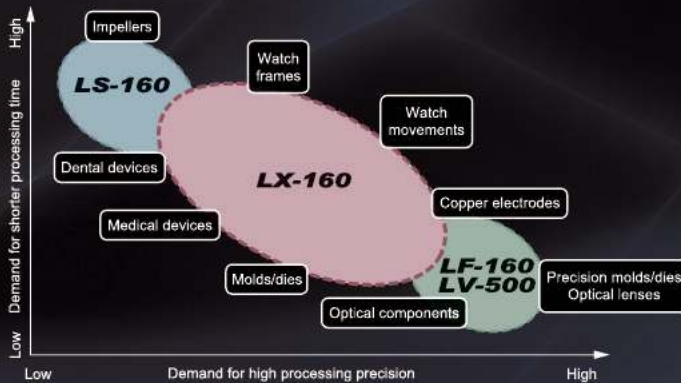 High
Demand for shorter processing time
Low
Impellers
LS-160
Watch
frames
Watch
movements
Dental devices
LX-160
Copper electrodes
Medical devices
Molds/dies
LF-160
LV-500
Precision molds/dies
Optical lenses
Optical components
Low
Demand for high processing precision
High